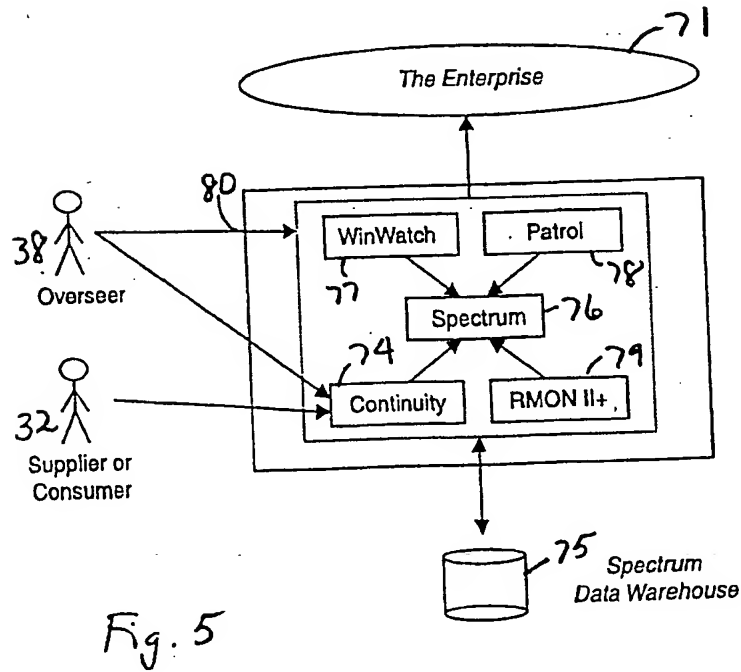 71
The Enterprise
80
WinWatch
Patrol
38
77
78
Overseer
Spectrum
76
74
79
Continuity
RMON II+
32
Supplier or
Consumer
75
Spectrum
Data Warehouse
Fig. 5